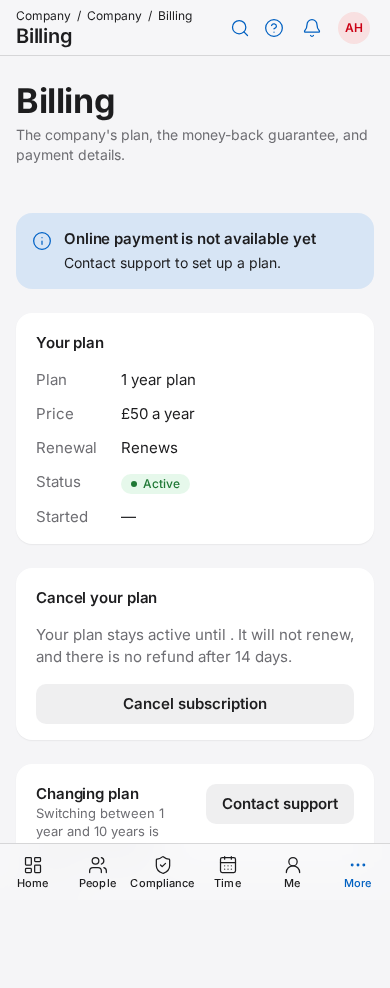 Company / Company / Billing
Billing
AH
Billing
The company's plan, the money-back guarantee, and
payment details.
Online payment is not available yet
Contact support to set up a plan.
Your plan
Plan 1 year plan
Price £50 a year
Renewal Renews
Status Active
Started —
Cancel your plan
Your plan stays active until . It will not renew,
and there is no refund after 14 days.
Cancel subscription
Changing plan
Switching between 1
year and 10 years is
Contact support
Home People Compliance Time Me More